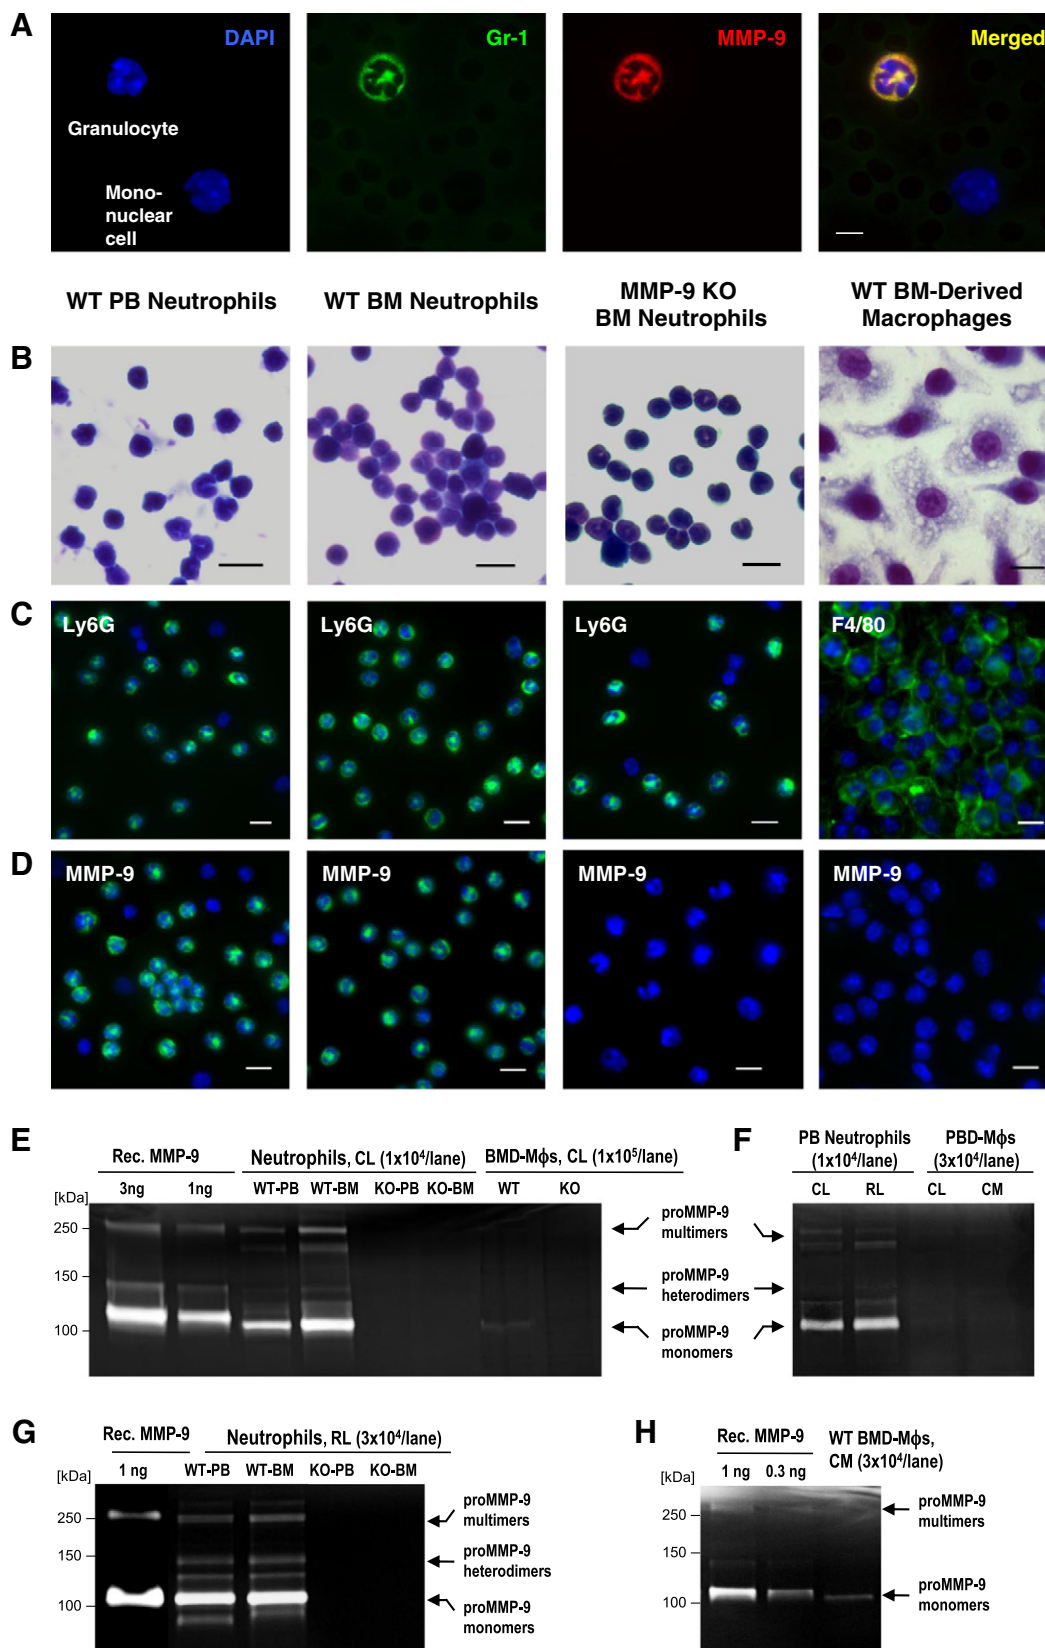 A
DAPI
Gr-1
MMP-9
Merged
Granulocyte
Mono-
nuclear
cell
WT PB Neutrophils
WT BM Neutrophils
MMP-9 KO
BM Neutrophils
WT BM-Derived
Macrophages
B
C
Ly6G
Ly6G
Ly6G
F4/80
D
MMP-9
MMP-9
MMP-9
MMP-9
E
Rec. MMP-9
Neutrophils, CL (1x10⁴/lane)
BMD-Mϕs, CL (1x10⁵/lane)
3ng
1ng
WT-PB
WT-BM
KO-PB
KO-BM
WT
KO
[kDa]
250
150
100
proMMP-9
multimers
proMMP-9
heterodimers
proMMP-9
monomers
F
PB Neutrophils
(1x10⁴/lane)
PBD-Mϕs
(3x10⁴/lane)
CL
RL
CL
CM
G
Rec. MMP-9
Neutrophils, RL (3x10⁴/lane)
1 ng
WT-PB
WT-BM
KO-PB
KO-BM
[kDa]
250
150
100
proMMP-9
multimers
proMMP-9
heterodimers
proMMP-9
monomers
H
Rec. MMP-9
WT BMD-Mϕs,
CM (3x10⁴/lane)
1 ng
0.3 ng
[kDa]
250
150
100
proMMP-9
multimers
proMMP-9
monomers